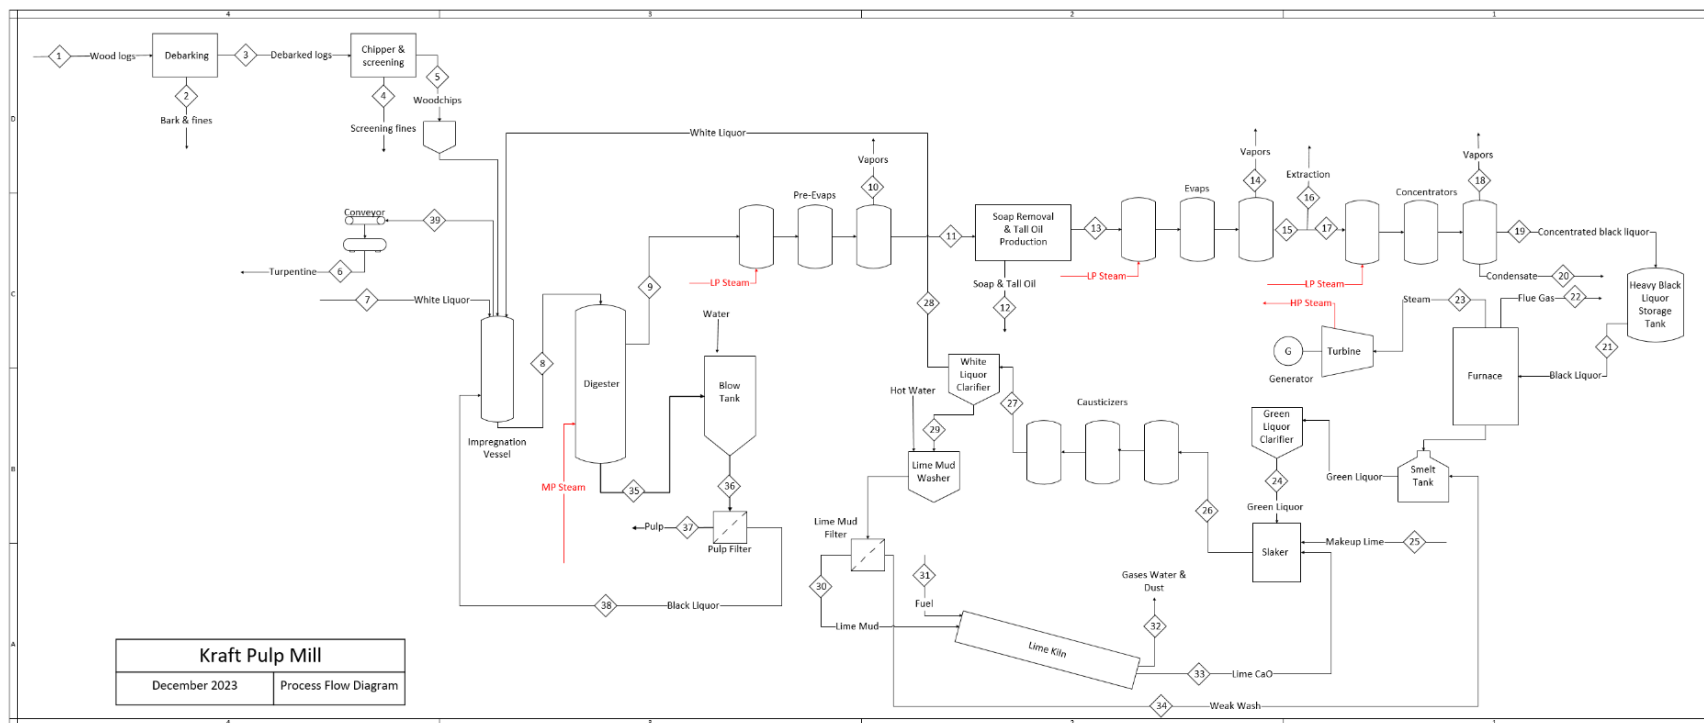 4
3
2
1
1
Wood logs
Debarking
3
Debarked logs
Chipper &
screening
2
Bark & fines
4
Screening fines
5
Woodchips
D
White Liquor
Vapors
10
Pre-Evaps
Vapors
14
Evaps
Extraction
16
Vapors
18
Concentrators
Conveyor
39
Turpentine
6
7
White Liquor
Soap Removal
& Tall Oil
Production
11
13
15
17
19
Concentrated black liquor
9
LP Steam
LP Steam
LP Steam
Condensate
20
C
Soap & Tall Oil
12
28
HP Steam
Steam
23
Flue Gas
22
Heavy Black
Liquor
Storage
Tank
Water
8
Digester
Blow
Tank
White
Liquor
Clarifier
G
Generator
Turbine
Furnace
21
Black Liquor
Hot Water
27
Causticizers
Green
Liquor
Clarifier
Impregnation
Vessel
29
Lime Mud
Washer
B
MP Steam
35
36
24
Green Liquor
Green Liquor
Smelt
Tank
Pulp
37
Pulp Filter
Lime Mud
Filter
26
Slaker
Makeup Lime
25
38
Black Liquor
30
31
Fuel
Gases Water &
Dust
32
Lime Mud
Lime Kiln
33
Lime CaO
34
Weak Wash
A
Kraft Pulp Mill
December 2023
Process Flow Diagram
4
3
2
1